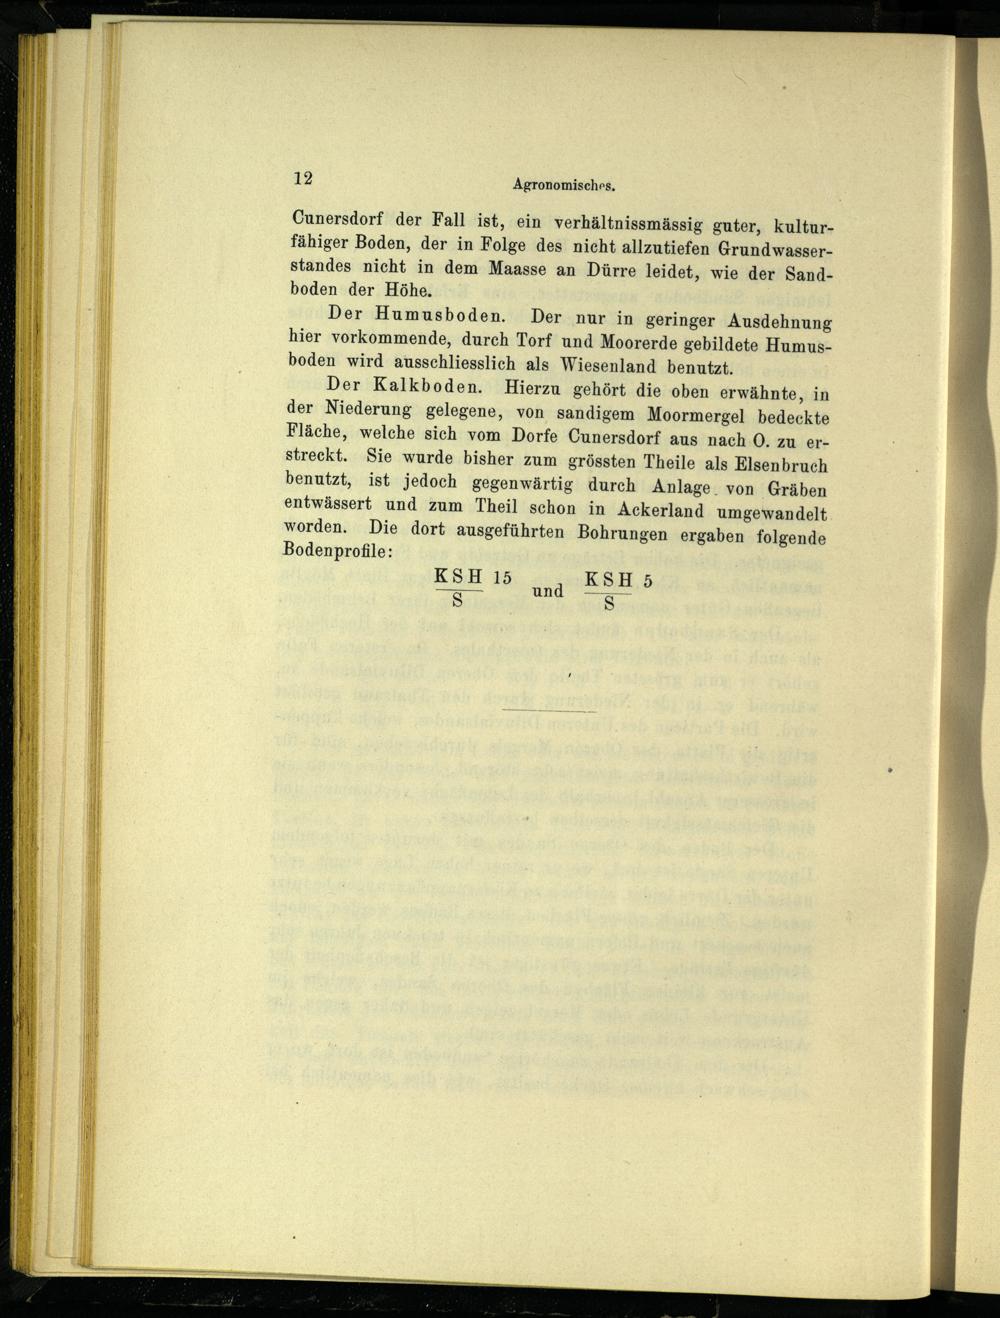 12
Agronomisches.
Cunersdorf der Fall ist, ein verhältnissmässig guter, kultur-
fähiger Boden, der in Folge des nicht allzutiefen Grundwasser-
standes nicht in dem Maasse an Dürre leidet, wie der Sand-
boden der Höhe.
Der Humusboden. Der nur in geringer Ausdehnung
hier vorkommende, durch Torf und Moorerde gebildete Humus-
boden wird ausschliesslich als Wiesenland benutzt.
Der Kalkboden. Hierzu gehört die oben erwähnte, in
der Niederung gelegene, von sandigem Moormergel bedeckte
Fläche, welche sich vom Dorfe Cunersdorf aus nach O. zu er-
streckt. Sie wurde bisher zum grössten Theile als Elsenbruch
benutzt, ist jedoch gegenwärtig durch Anlage von Gräben
entwässert und zum Theil schon in Ackerland umgewandelt
worden. Die dort ausgeführten Bohrungen ergaben folgende
Bodenprofile:
KSH 15 und KSH 5
S S